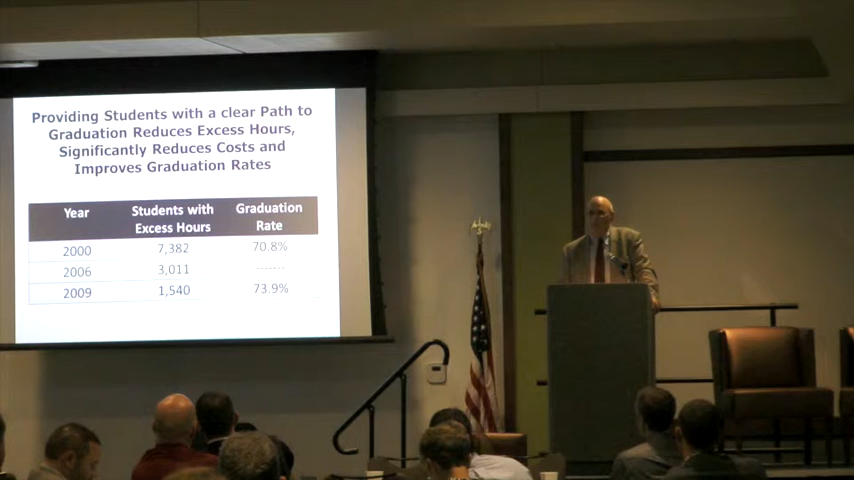 Providing Students with a clear Path to
Graduation Reduces Excess Hours,
Significantly Reduces Costs and
Improves Graduation Rates
Year Students with Excess Hours Graduation Rate
2000 7,382 70.8%
2006 3,011 -------
2009 1,540 73.9%